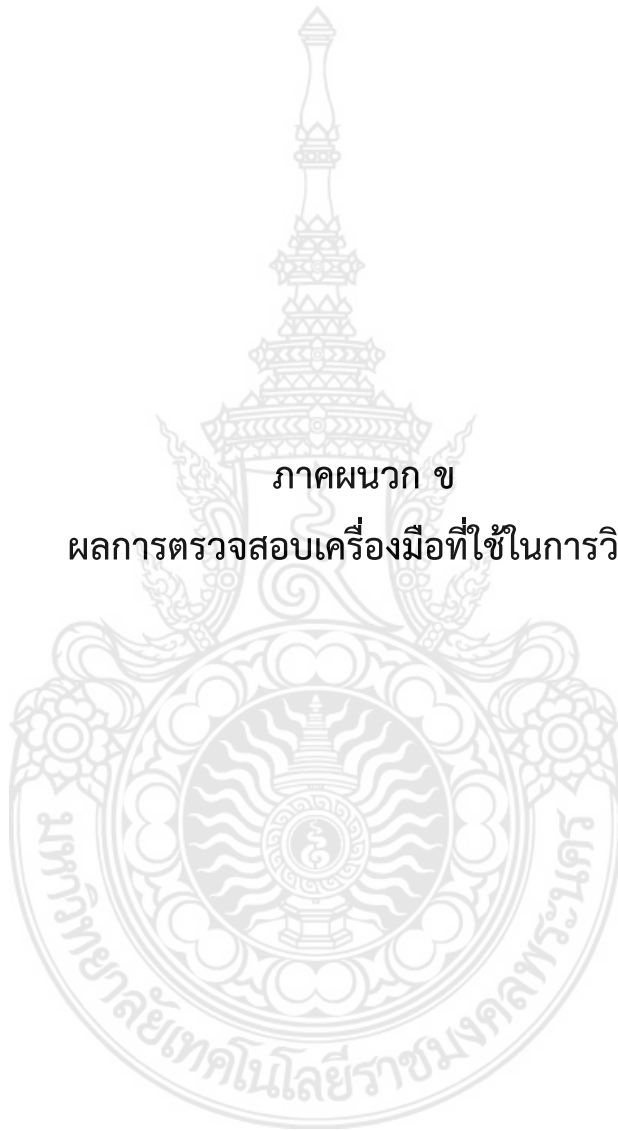 ภาคผนวก ข
ผลการตรวจสอบเครื่องมือที่ใช้ในการวิ
มหาวิทยาลัยเทคโนโลยีราชมงคลพระนคร